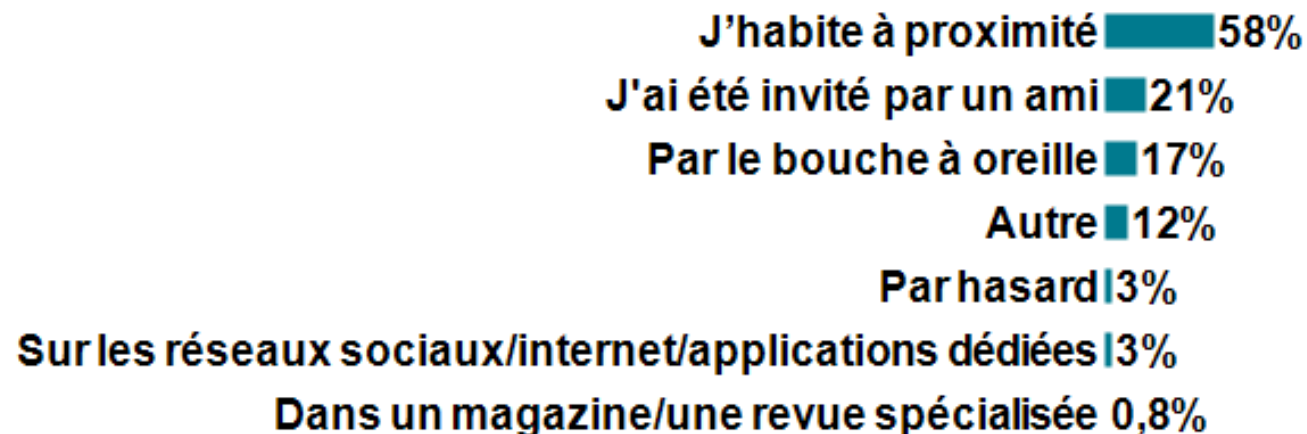 J’habite à proximité 58%
J'ai été invité par un ami 21%
Par le bouche à oreille 17%
Autre 12%
Par hasard 3%
Sur les réseaux sociaux/internet/applications dédiées 3%
Dans un magazine/une revue spécialisée 0,8%